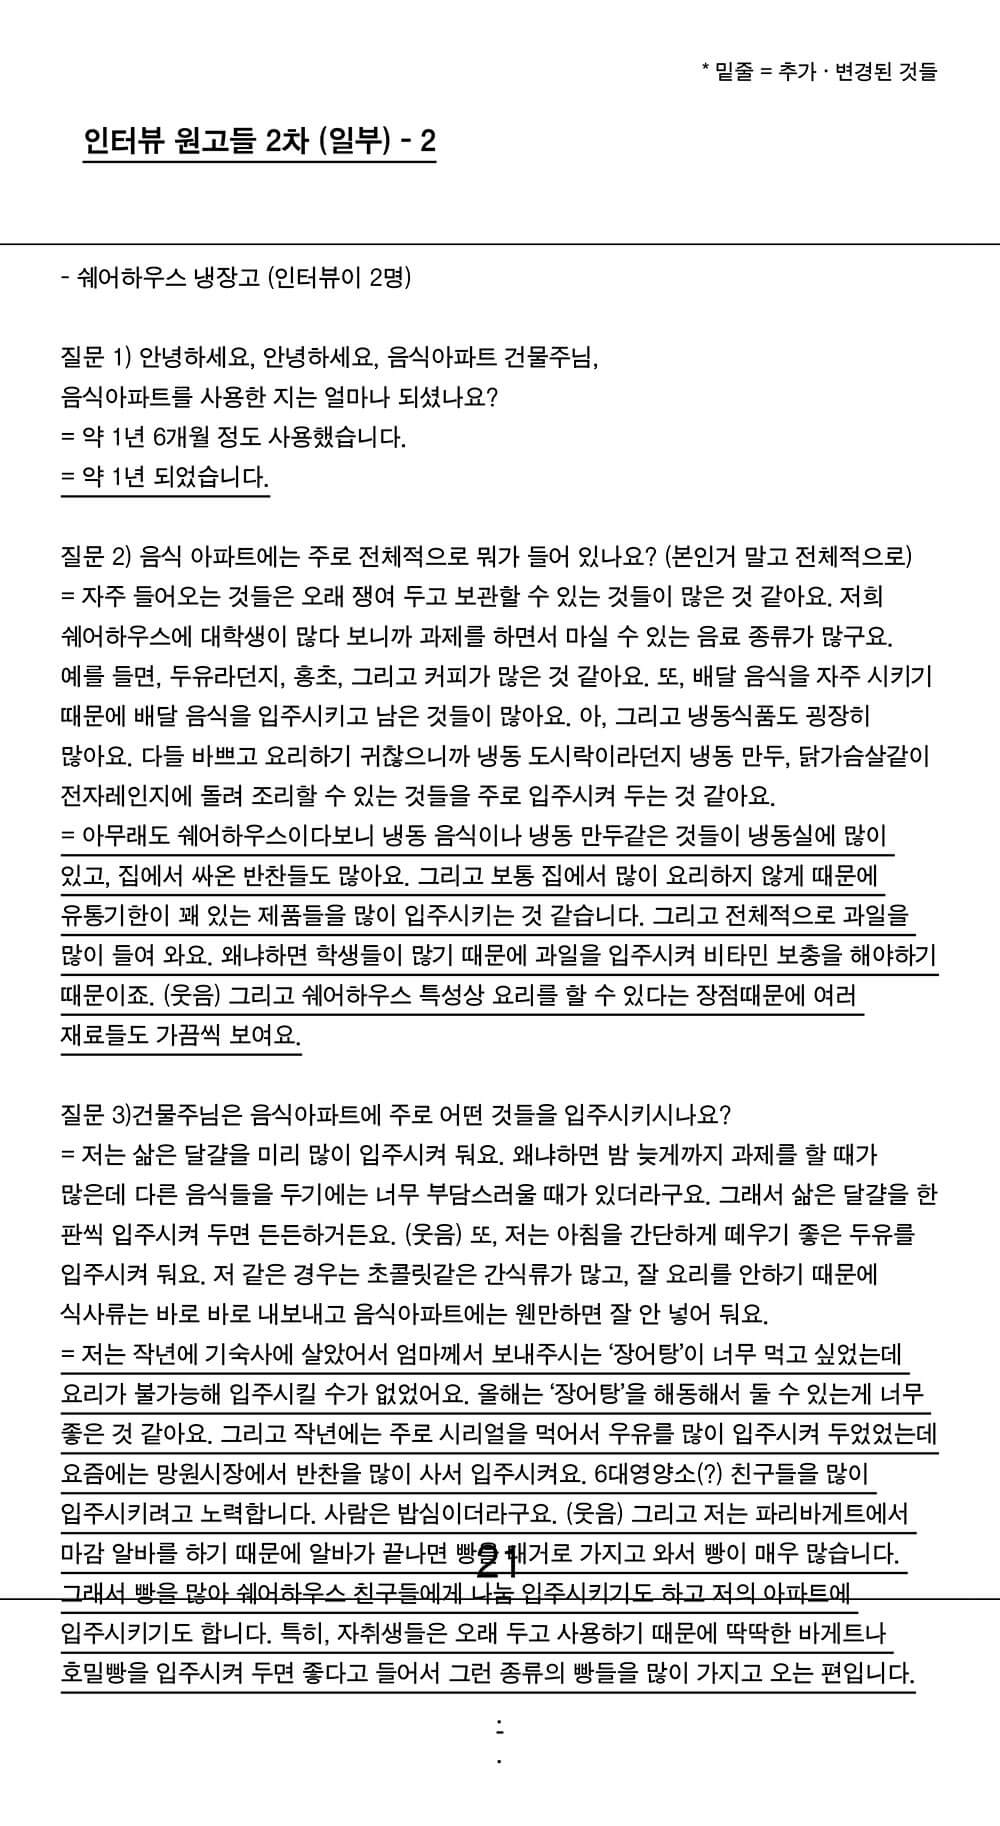 * 밑줄 = 추가 · 변경된 것들
인터뷰 원고들 2차 (일부) - 2
- 쉐어하우스 냉장고 (인터뷰이 2명)
질문 1) 안녕하세요, 안녕하세요, 음식아파트 건물주님,
음식아파트를 사용한 지는 얼마나 되셨나요?
= 약 1년 6개월 정도 사용했습니다.
= 약 1년 되었습니다.
질문 2) 음식 아파트에는 주로 전체적으로 뭐가 들어 있나요? (본인거 말고 전체적으로)
= 자주 들어오는 것들은 오래 쟁여 두고 보관할 수 있는 것들이 많은 것 같아요. 저희
쉐어하우스에 대학생이 많다 보니까 과제를 하면서 마실 수 있는 음료 종류가 많구요.
예를 들면, 두유라던지, 홍초, 그리고 커피가 많은 것 같아요. 또, 배달 음식을 자주 시키기
때문에 배달 음식을 입주시키고 남은 것들이 많아요. 아, 그리고 냉동식품도 굉장히
많아요. 다들 바쁘고 요리하기 귀찮으니까 냉동 도시락이라던지 냉동 만두, 닭가슴살같이
전자레인지에 돌려 조리할 수 있는 것들을 주로 입주시켜 두는 것 같아요.
= 아무래도 쉐어하우스이다보니 냉동 음식이나 냉동 만두같은 것들이 냉동실에 많이
있고, 집에서 싸온 반찬들도 많아요. 그리고 보통 집에서 많이 요리하지 않게 때문에
유통기한이 꽤 있는 제품들을 많이 입주시키는 것 같습니다. 그리고 전체적으로 과일을
많이 들여 와요. 왜냐하면 학생들이 많기 때문에 과일을 입주시켜 비타민 보충을 해야하기
때문이죠. (웃음) 그리고 쉐어하우스 특성상 요리를 할 수 있다는 장점때문에 여러
재료들도 가끔씩 보여요.
질문 3)건물주님은 음식아파트에 주로 어떤 것들을 입주시키시나요?
= 저는 삶은 달걀을 미리 많이 입주시켜 둬요. 왜냐하면 밤 늦게까지 과제를 할 때가
많은데 다른 음식들을 두기에는 너무 부담스러울 때가 있더라구요. 그래서 삶은 달걀을 한
판씩 입주시켜 두면 든든하거든요. (웃음) 또, 저는 아침을 간단하게 떼우기 좋은 두유를
입주시켜 둬요. 저 같은 경우는 초콜릿같은 간식류가 많고, 잘 요리를 안하기 때문에
식사류는 바로 바로 내보내고 음식아파트에는 웬만하면 잘 안 넣어 둬요.
= 저는 작년에 기숙사에 살았어서 엄마께서 보내주시는 ‘장어탕’이 너무 먹고 싶었는데
요리가 불가능해 입주시킬 수가 없었어요. 올해는 ‘장어탕’을 해동해서 둘 수 있는게 너무
좋은 것 같아요. 그리고 작년에는 주로 시리얼을 먹어서 우유를 많이 입주시켜 두었었는데
요즘에는 망원시장에서 반찬을 많이 사서 입주시켜요. 6대영양소(?) 친구들을 많이
입주시키려고 노력합니다. 사람은 밥심이더라구요. (웃음) 그리고 저는 파리바게트에서
마감 알바를 하기 때문에 알바가 끝나면 빵을 대거로 가지고 와서 빵이 매우 많습니다.
21
그래서 빵을 많아 쉐어하우스 친구들에게 나눔 입주시키기도 하고 저의 아파트에
입주시키기도 합니다. 특히, 자취생들은 오래 두고 사용하기 때문에 딱딱한 바게트나
호밀빵을 입주시켜 두면 좋다고 들어서 그런 종류의 빵들을 많이 가지고 오는 편입니다.
:
.